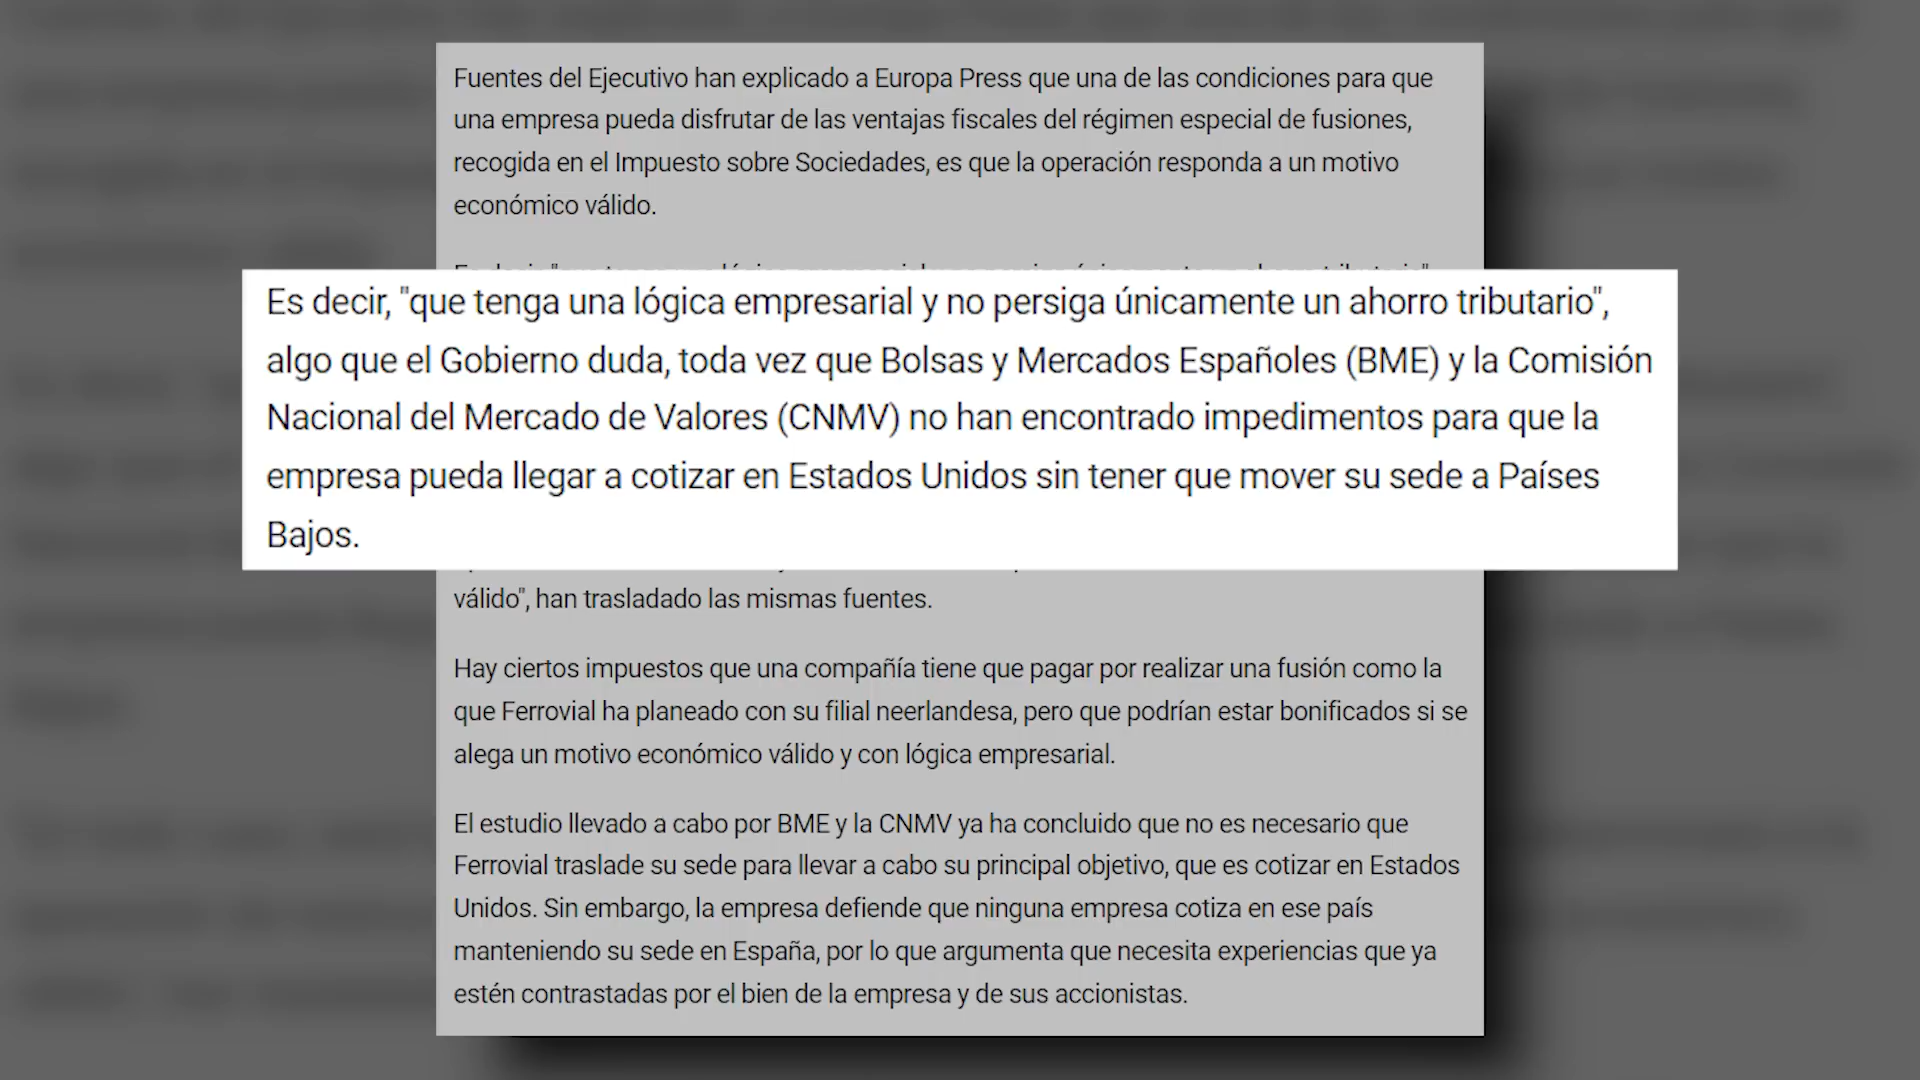 Fuentes del Ejecutivo han explicado a Europa Press que una de las condiciones para que
una empresa pueda disfrutar de las ventajas fiscales del régimen especial de fusiones,
recogida en el Impuesto sobre Sociedades, es que la operación responda a un motivo
económico válido.
Es decir, "que tenga una lógica empresarial y no persiga únicamente un ahorro tributario",
algo que el Gobierno duda, toda vez que Bolsas y Mercados Españoles (BME) y la Comisión
Nacional del Mercado de Valores (CNMV) no han encontrado impedimentos para que la
empresa pueda llegar a cotizar en Estados Unidos sin tener que mover su sede a Países
Bajos.
válido", han trasladado las mismas fuentes.
Hay ciertos impuestos que una compañía tiene que pagar por realizar una fusión como la
que Ferrovial ha planeado con su filial neerlandesa, pero que podrían estar bonificados si se
alega un motivo económico válido y con lógica empresarial.
El estudio llevado a cabo por BME y la CNMV ya ha concluido que no es necesario que
Ferrovial traslade su sede para llevar a cabo su principal objetivo, que es cotizar en Estados
Unidos. Sin embargo, la empresa defiende que ninguna empresa cotiza en ese país
manteniendo su sede en España, por lo que argumenta que necesita experiencias que ya
estén contrastadas por el bien de la empresa y de sus accionistas.